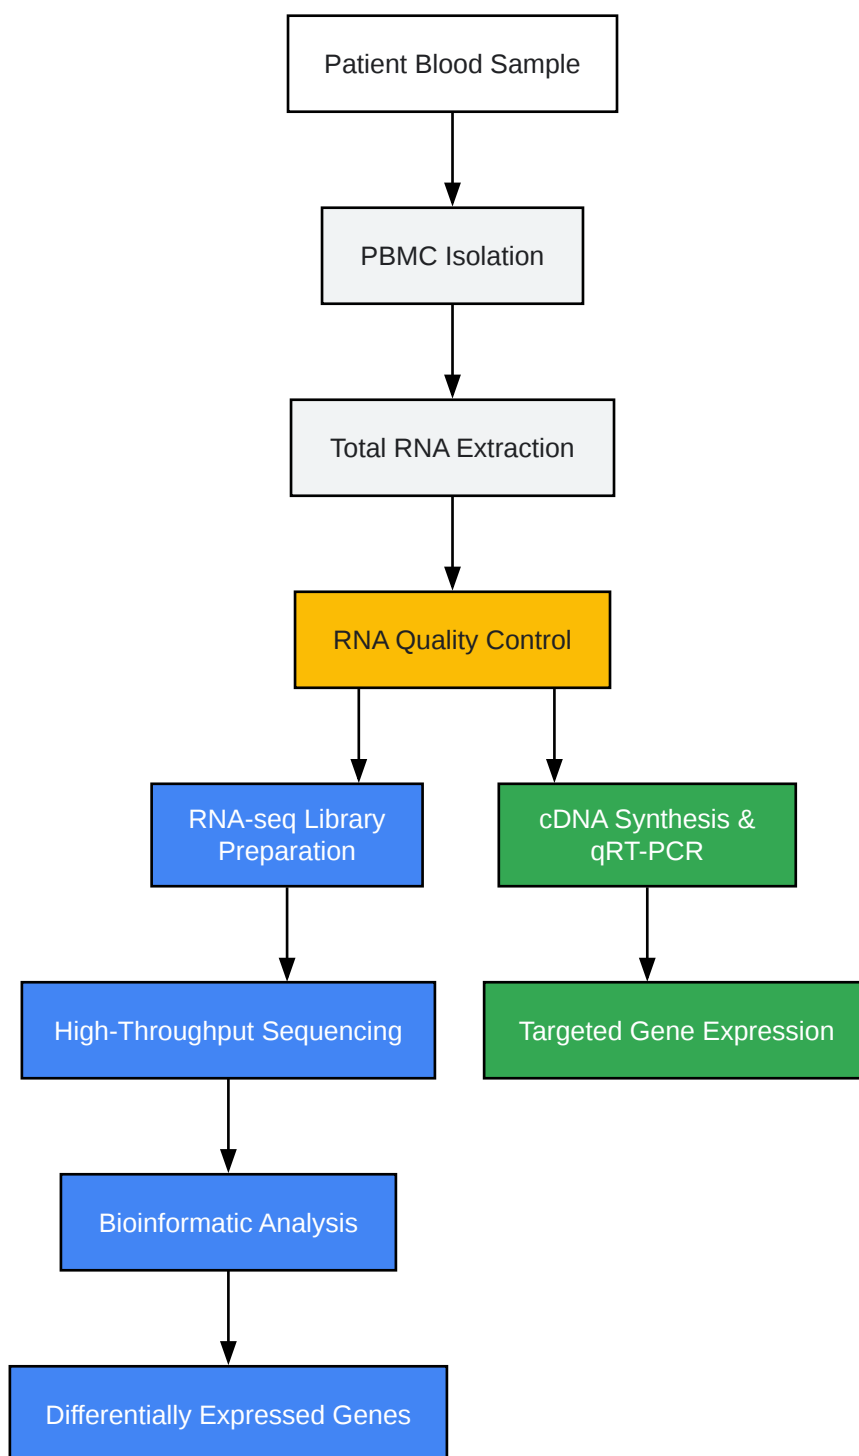 Patient Blood Sample
PBMC Isolation
Total RNA Extraction
RNA Quality Control
RNA-seq Library
Preparation
cDNA Synthesis &
qRT-PCR
High-Throughput Sequencing
Targeted Gene Expression
Bioinformatic Analysis
Differentially Expressed Genes